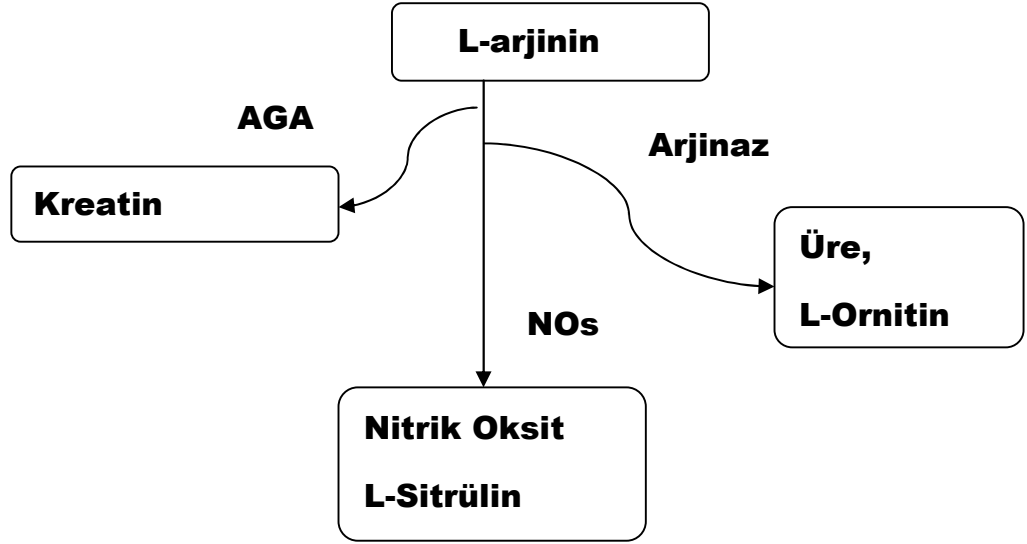 L-arjinin
AGA
Arjinaz
Kreatin
Üre,
L-Ornitin
NOs
Nitrik Oksit
L-Sitrülin